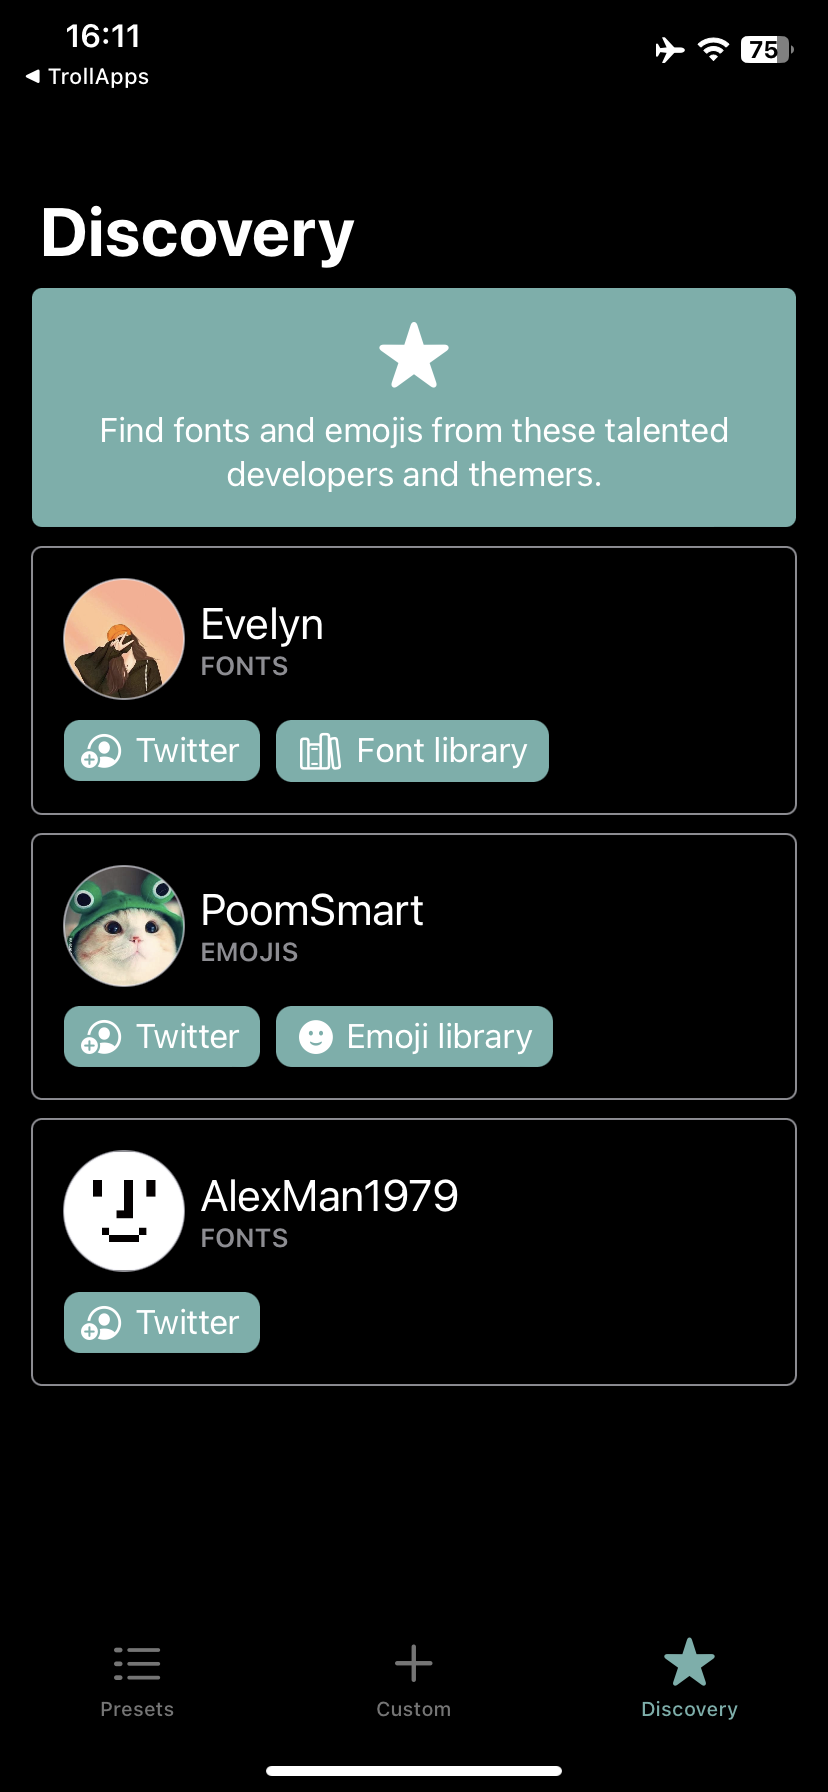 16:11
75
◀ TrollApps
Discovery
Find fonts and emojis from these talented
developers and themers.
Evelyn
FONTS
Twitter
Font library
PoomSmart
EMOJIS
Twitter
Emoji library
AlexMan1979
FONTS
Twitter
Presets
Custom
Discovery